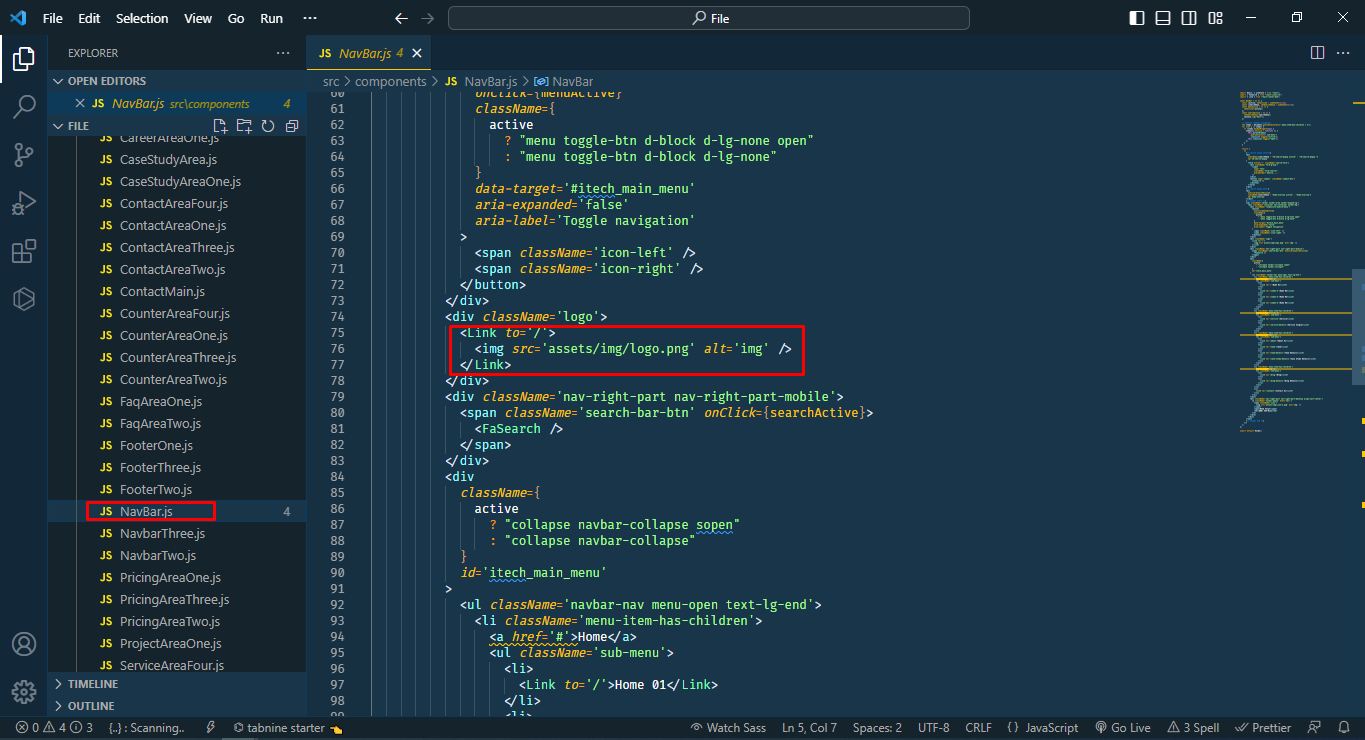 File Edit Selection View Go Run ··· File
EXPLORER ···
OPEN EDITORS
JS NavBar.js src\components 4
FILE
CareerAreaOne.js
JS CaseStudyArea.js
JS CaseStudyAreaOne.js
JS ContactAreaFour.js
JS ContactAreaOne.js
JS ContactAreaThree.js
JS ContactAreaTwo.js
JS ContactMain.js
JS CounterAreaFour.js
JS CounterAreaOne.js
JS CounterAreaThree.js
JS CounterAreaTwo.js
JS FaqAreaOne.js
JS FaqAreaTwo.js
JS FooterOne.js
JS FooterThree.js
JS FooterTwo.js
JS NavBar.js 4
JS NavbarThree.js
JS NavbarTwo.js
JS PricingAreaOne.js
JS PricingAreaThree.js
JS PricingAreaTwo.js
JS ProjectAreaOne.js
JS ServiceAreaFour.js
TIMELINE
OUTLINE
JS NavBar.js 4
src > components > JS NavBar.js > NavBar
60 onClick={menuActive}
61 className={
62 active
63 ? "menu toggle-btn d-block d-lg-none open"
64 : "menu toggle-btn d-block d-lg-none"
65 }
66 data-target='#itech_main_menu'
67 aria-expanded='false'
68 aria-label='Toggle navigation'
69 >
70 <span className='icon-left' />
71 <span className='icon-right' />
72 </button>
73 </div>
74 <div className='logo'>
75 <Link to='/'>
76 <img src='assets/img/logo.png' alt='img' />
77 </Link>
78 </div>
79 <div className='nav-right-part nav-right-part-mobile'>
80 <span className='search-bar-btn' onClick={searchActive}>
81 <FaSearch />
82 </span>
83 </div>
84 <div
85 className={
86 active
87 ? "collapse navbar-collapse sopen"
88 : "collapse navbar-collapse"
89 }
90 id='itech_main_menu'
91 >
92 <ul className='navbar-nav menu-open text-lg-end'>
93 <li className='menu-item-has-children'>
94 <a href='#'>Home</a>
95 <ul className='sub-menu'>
96 <li>
97 <Link to='/'>Home 01</Link>
98 </li>
99 <li>
0 4 3 {..} : Scanning.. tabnine starter Watch Sass Ln 5, Col 7 Spaces: 2 UTF-8 CRLF {} JavaScript Go Live 3 Spell Prettier